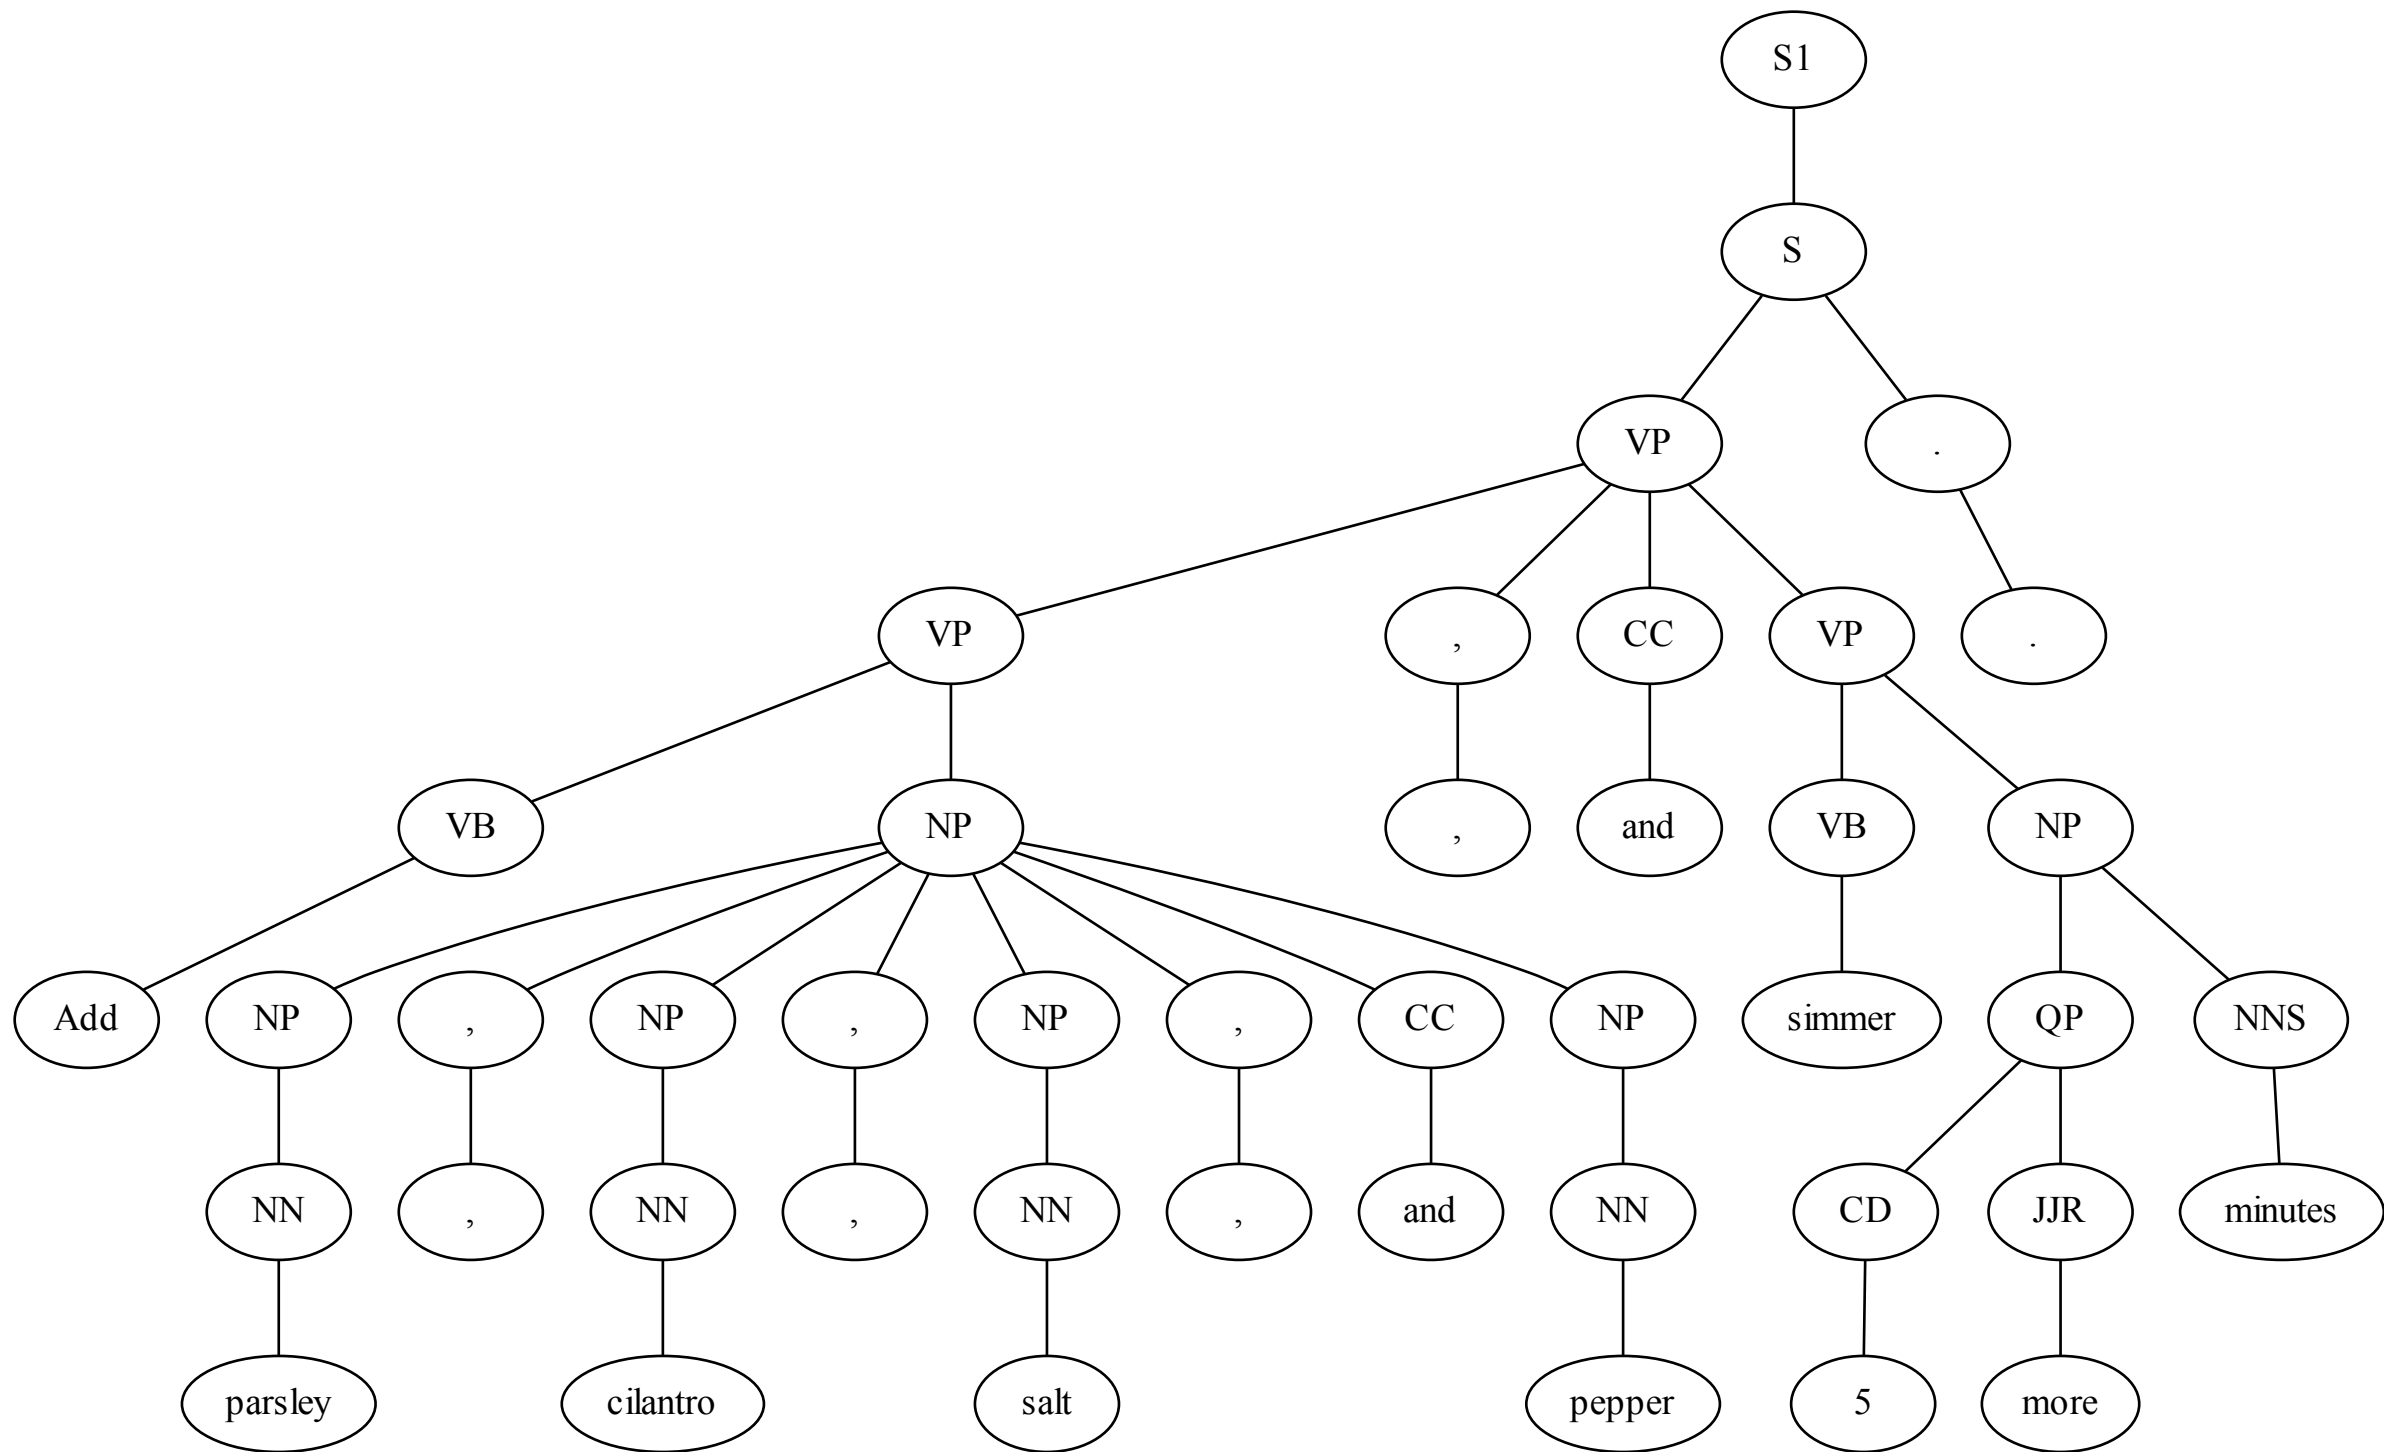 S1
S
VP .
VP , CC VP .
VB NP , and VB NP
Add NP , NP , NP , CC NP simmer QP NNS
NN , NN , NN , and NN CD JJR minutes
parsley cilantro salt pepper 5 more